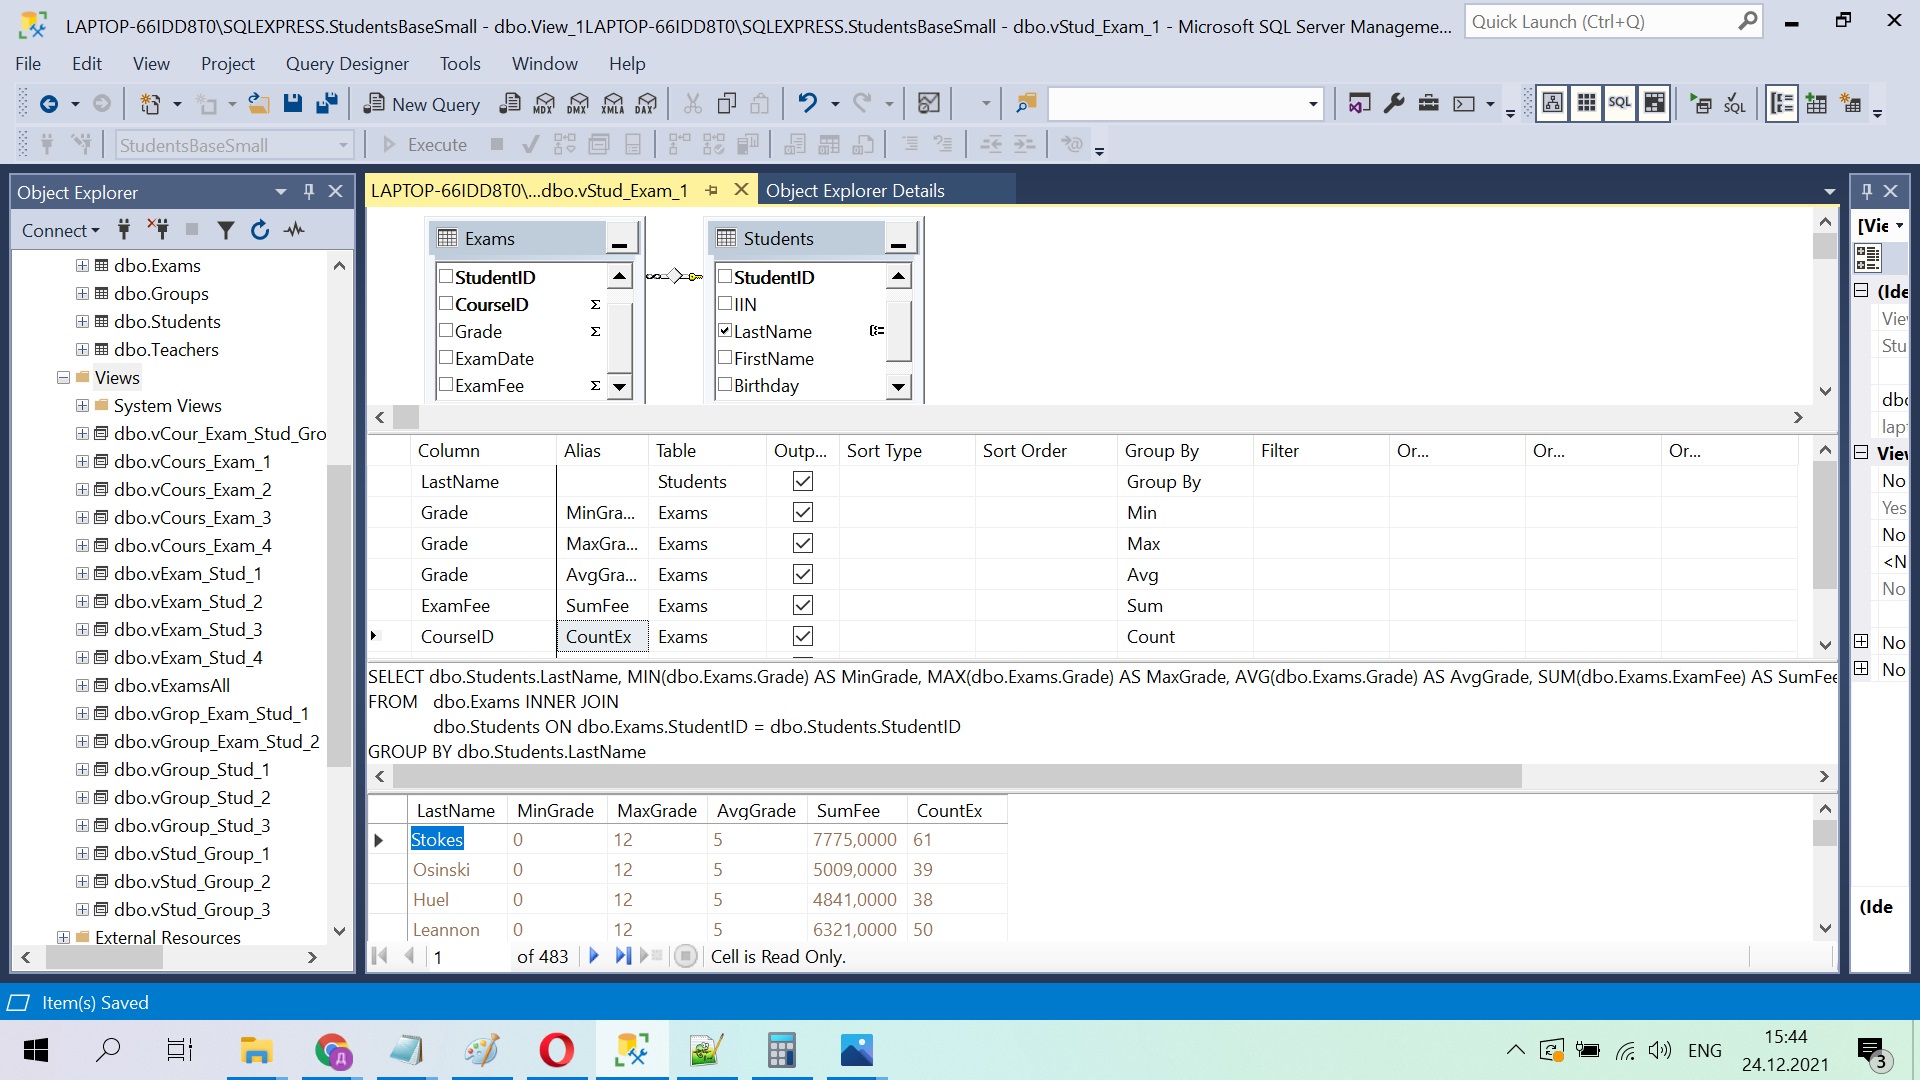 LAPTOP-66IDD8T0\SQLEXPRESS.StudentsBaseSmall - dbo.View_1LAPTOP-66IDD8T0\SQLEXPRESS.StudentsBaseSmall - dbo.vStud_Exam_1 - Microsoft SQL Server Manageme...
Quick Launch (Ctrl+Q)
File Edit View Project Query Designer Tools Window Help
New Query MDX DMX XMLA DAX SQL SQL
StudentsBaseSmall Execute
Object Explorer
LAPTOP-66IDD8T0\...dbo.vStud_Exam_1
Object Explorer Details
Connect
dbo.Exams
dbo.Groups
dbo.Students
dbo.Teachers
Views
System Views
dbo.vCour_Exam_Stud_Gro
dbo.vCours_Exam_1
dbo.vCours_Exam_2
dbo.vCours_Exam_3
dbo.vCours_Exam_4
dbo.vExam_Stud_1
dbo.vExam_Stud_2
dbo.vExam_Stud_3
dbo.vExam_Stud_4
dbo.vExamsAll
dbo.vGrop_Exam_Stud_1
dbo.vGroup_Exam_Stud_2
dbo.vGroup_Stud_1
dbo.vGroup_Stud_2
dbo.vGroup_Stud_3
dbo.vStud_Group_1
dbo.vStud_Group_2
dbo.vStud_Group_3
External Resources
Exams
StudentID
CourseID Σ
Grade Σ
ExamDate
ExamFee Σ
Students
StudentID
IIN
LastName
FirstName
Birthday
Column Alias Table Outp... Sort Type Sort Order Group By Filter Or... Or... Or...
LastName Students Group By
Grade MinGra... Exams Min
Grade MaxGra... Exams Max
Grade AvgGra... Exams Avg
ExamFee SumFee Exams Sum
CourseID CountEx Exams Count
SELECT dbo.Students.LastName, MIN(dbo.Exams.Grade) AS MinGrade, MAX(dbo.Exams.Grade) AS MaxGrade, AVG(dbo.Exams.Grade) AS AvgGrade, SUM(dbo.Exams.ExamFee) AS SumFee
FROM dbo.Exams INNER JOIN
dbo.Students ON dbo.Exams.StudentID = dbo.Students.StudentID
GROUP BY dbo.Students.LastName
LastName MinGrade MaxGrade AvgGrade SumFee CountEx
Stokes 0 12 5 7775,0000 61
Osinski 0 12 5 5009,0000 39
Huel 0 12 5 4841,0000 38
Leannon 0 12 5 6321,0000 50
1 of 483 Cell is Read Only.
[Vie
(Ide
Vie
Stu
dbo
lap
View
No
Yes
No
<N
No
No
No
(Ide
Item(s) Saved
ENG
15:44
24.12.2021
3